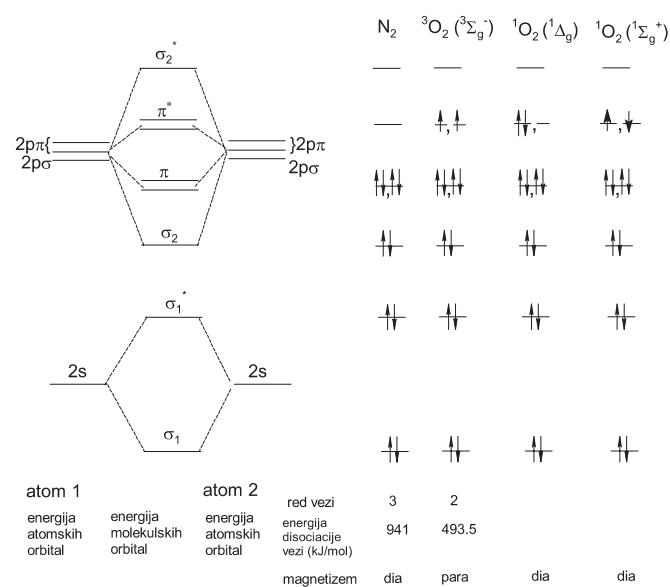 N₂ ³O₂ (³Σg⁻) ¹O₂ (¹Δg) ¹O₂ (¹Σg⁺)
σ₂*
π*
2pπ{ }2pπ
2pσ 2pσ
π
σ₂
σ₁*
2s 2s
σ₁
atom 1 atom 2
energija atomskih orbital
energija molekulskih orbital
energija atomskih orbital
red vezi 3 2
energija disociacije vezi (kJ/mol) 941 493.5
magnetizem dia para dia dia